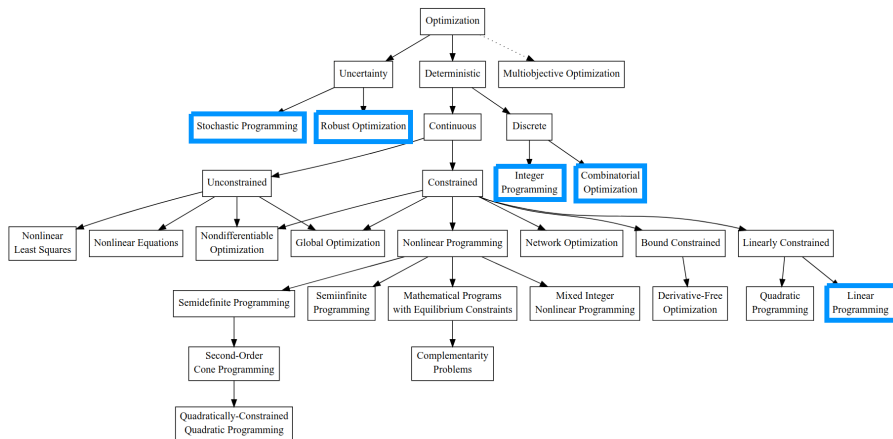 Optimization
Uncertainty
Deterministic
Multiobjective Optimization
Stochastic Programming
Robust Optimization
Continuous
Discrete
Unconstrained
Constrained
Integer
Programming
Combinatorial
Optimization
Nonlinear
Least Squares
Nonlinear Equations
Nondifferentiable
Optimization
Global Optimization
Nonlinear Programming
Network Optimization
Bound Constrained
Linearly Constrained
Semidefinite Programming
Semiinfinite
Programming
Mathematical Programs
with Equilibrium Constraints
Mixed Integer
Nonlinear Programming
Derivative-Free
Optimization
Quadratic
Programming
Linear
Programming
Second-Order
Cone Programming
Complementarity
Problems
Quadratically-Constrained
Quadratic Programming